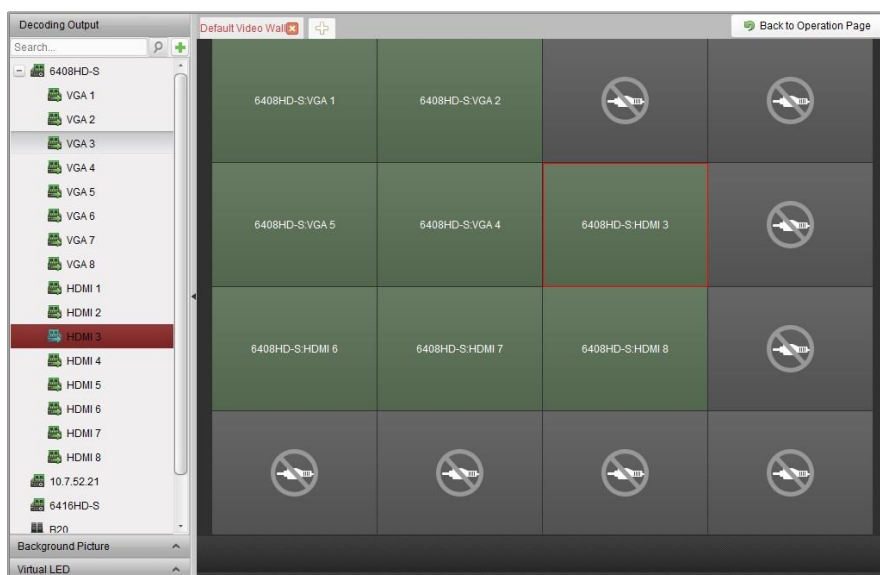 Decoding Output
Default Video Wall
Back to Operation Page
Search...
6408HD-S
VGA 1
VGA 2
VGA 3
VGA 4
VGA 5
VGA 6
VGA 7
VGA 8
HDMI 1
HDMI 2
HDMI 3
HDMI 4
HDMI 5
HDMI 6
HDMI 7
HDMI 8
10.7.52.21
6416HD-S
B20
Background Picture
Virtual LED
6408HD-S:VGA 1
6408HD-S:VGA 2
6408HD-S:VGA 5
6408HD-S:VGA 4
6408HD-S:HDMI 3
6408HD-S:HDMI 6
6408HD-S:HDMI 7
6408HD-S:HDMI 8